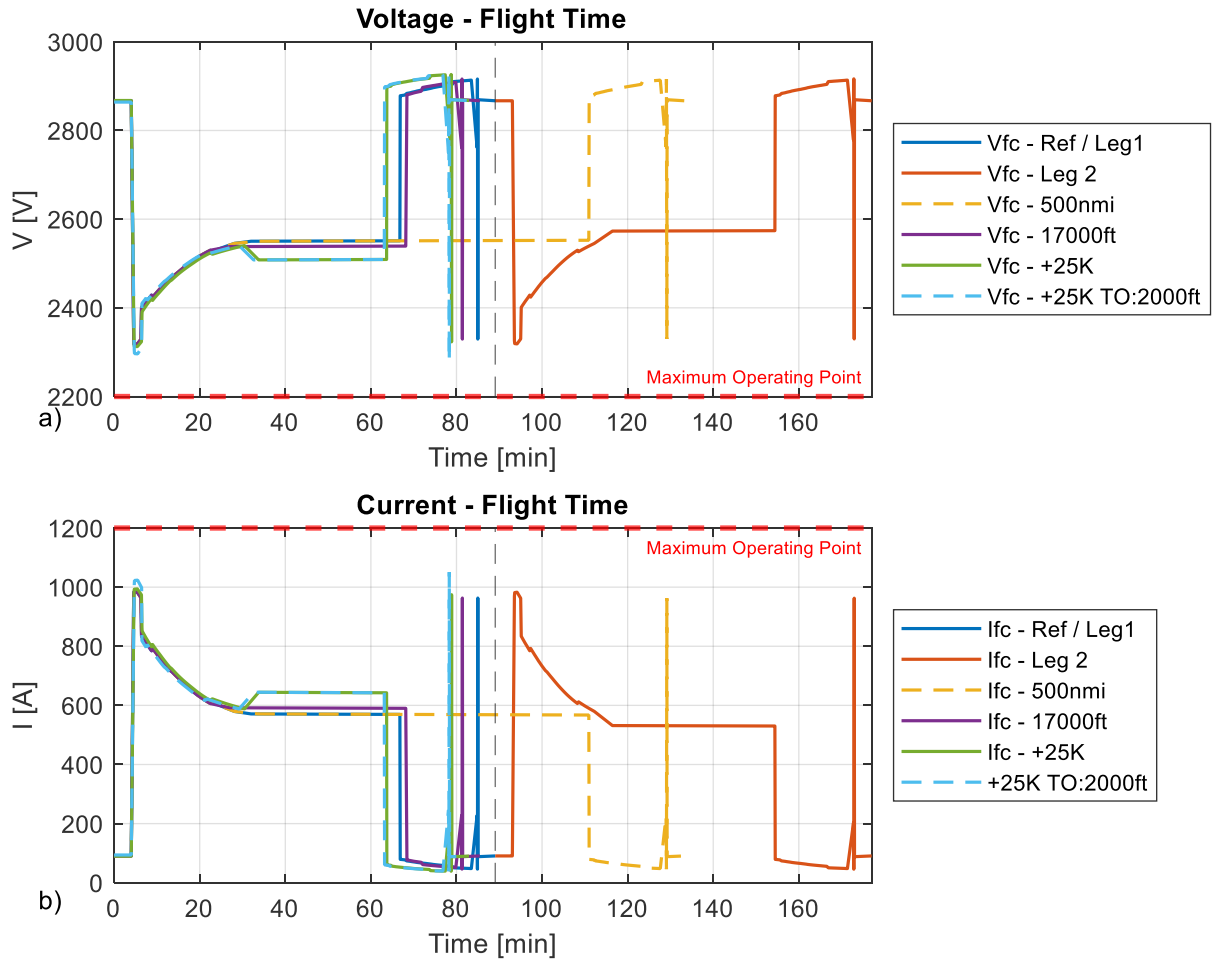 Voltage - Flight Time
3000
2800
2600
2400
2200
V [V]
0 20 40 60 80 100 120 140 160
Time [min]
a)
Maximum Operating Point
Vfc - Ref / Leg1
Vfc - Leg 2
Vfc - 500nmi
Vfc - 17000ft
Vfc - +25K
Vfc - +25K TO:2000ft
Current - Flight Time
1200
1000
800
600
400
200
0
I [A]
0 20 40 60 80 100 120 140 160
Time [min]
b)
Maximum Operating Point
Ifc - Ref / Leg1
Ifc - Leg 2
Ifc - 500nmi
Ifc - 17000ft
Ifc - +25K
+25K TO:2000ft